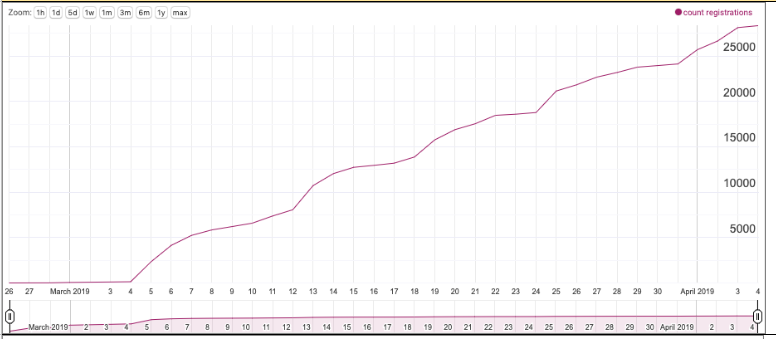 Zoom: 1h 1d 5d 1w 1m 3m 6m 1y max
count registrations
25000
20000
15000
10000
5000
26 27 March 2019 3 4 5 6 7 8 9 10 11 12 13 14 15 16 17 18 19 20 21 22 23 24 25 26 27 28 29 30 April 2019 3 4
March 2019 2 3 4 5 6 7 8 9 10 11 12 13 14 15 16 17 18 19 20 21 22 23 24 25 26 27 28 29 30 April 2019 2 3 4